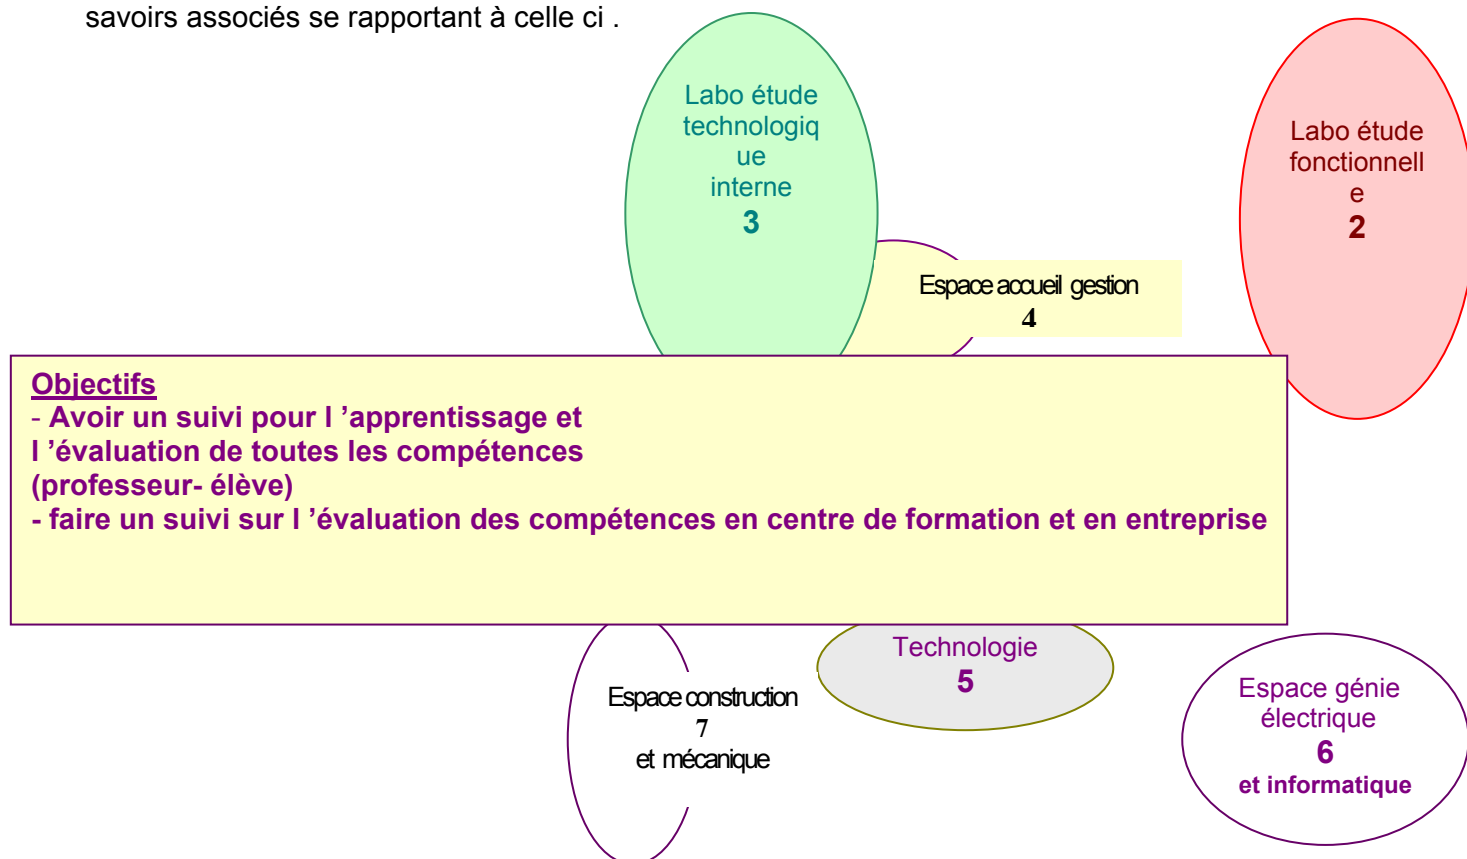 savoirs associés se rapportant à celle ci .
Labo étude
technologiq
ue
interne
3
Labo étude
fonctionnell
e
2
Espace accueil gestion
4
Objectifs
- Avoir un suivi pour l ’apprentissage et
l ’évaluation de toutes les compétences
(professeur- élève)
- faire un suivi sur l ’évaluation des compétences en centre de formation et en entreprise
Technologie
5
Espace construction
7
et mécanique
Espace génie
électrique
6
et informatique